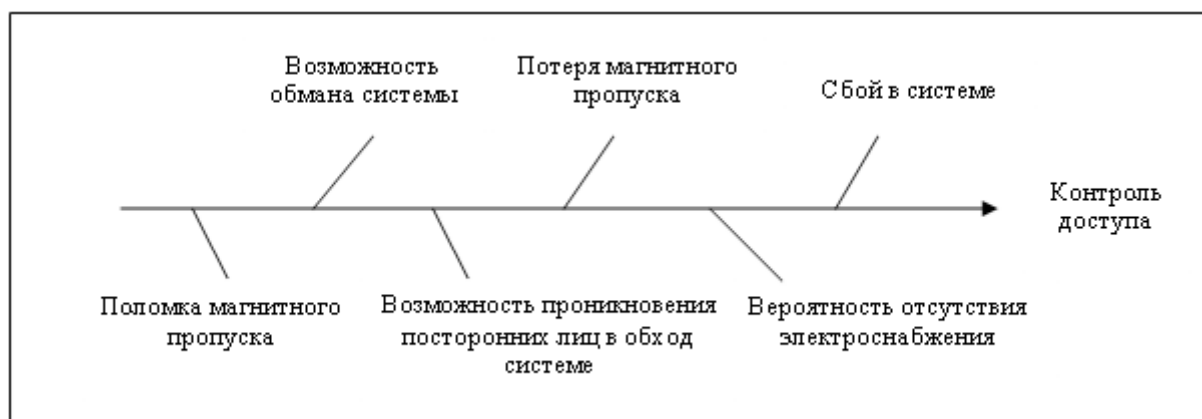 Возможность
обмана системы
Потеря магнитного
пропуска
Сбой в системе
Контроль
доступа
Поломка магнитного
пропуска
Возможность проникновения
посторонних лиц в обход
системе
Вероятность отсутствия
электроснабжения